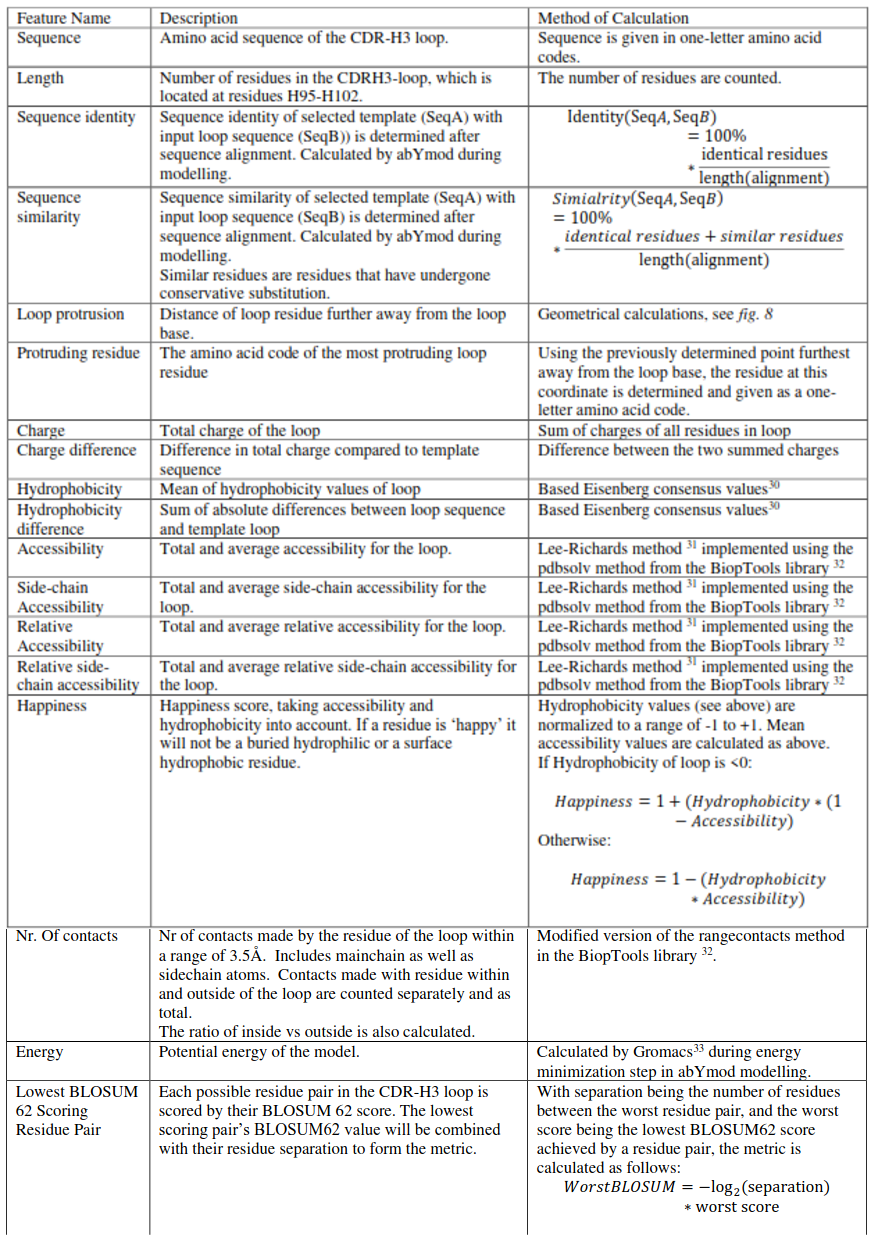 Feature Name Description Method of Calculation
Sequence Amino acid sequence of the CDR-H3 loop. Sequence is given in one-letter amino acid
codes.
Length Number of residues in the CDRH3-loop, which is The number of residues are counted.
located at residues H95-H102.
Sequence identity Sequence identity of selected template (SeqA) with Identity(SeqA, SeqB)
input loop sequence (SeqB)) is determined after = 100%
sequence alignment. Calculated by abYmod during * identical residues
modelling. length(alignment)
Sequence Sequence similarity of selected template (SeqA) with Simialrity(SeqA, SeqB)
similarity input loop sequence (SeqB) is determined after = 100%
sequence alignment. Calculated by abYmod during * identical residues + similar residues
modelling. length(alignment)
Similar residues are residues that have undergone
conservative substitution.
Loop protrusion Distance of loop residue further away from the loop Geometrical calculations, see fig. 8
base.
Protruding residue The amino acid code of the most protruding loop Using the previously determined point furthest
residue away from the loop base, the residue at this
coordinate is determined and given as a one-
letter amino acid code.
Charge Total charge of the loop Sum of charges of all residues in loop
Charge difference Difference in total charge compared to template Difference between the two summed charges
sequence
Hydrophobicity Mean of hydrophobicity values of loop Based Eisenberg consensus values30
Hydrophobicity Sum of absolute differences between loop sequence Based Eisenberg consensus values30
difference and template loop
Accessibility Total and average accessibility for the loop. Lee-Richards method 31 implemented using the
pdbsolv method from the BiopTools library 32
Side-chain Total and average side-chain accessibility for the Lee-Richards method 31 implemented using the
Accessibility loop. pdbsolv method from the BiopTools library 32
Relative Total and average relative accessibility for the loop. Lee-Richards method 31 implemented using the
Accessibility pdbsolv method from the BiopTools library 32
Relative side- Total and average relative side-chain accessibility for Lee-Richards method 31 implemented using the
chain accessibility the loop. pdbsolv method from the BiopTools library 32
Happiness Happiness score, taking accessibility and Hydrophobicity values (see above) are
hydrophobicity into account. If a residue is ‘happy’ it normalized to a range of -1 to +1. Mean
will not be a buried hydrophilic or a surface accessibility values are calculated as above.
hydrophobic residue. If Hydrophobicity of loop is <0:
Happiness = 1 + (Hydrophobicity * (1
− Accessibility)
Otherwise:
Happiness = 1 − (Hydrophobicity
* Accessibility)
Nr. Of contacts Nr of contacts made by the residue of the loop within Modified version of the rangecontacts method
a range of 3.5Å. Includes mainchain as well as in the BiopTools library 32.
sidechain atoms. Contacts made with residue within
and outside of the loop are counted separately and as
total.
The ratio of inside vs outside is also calculated.
Energy Potential energy of the model. Calculated by Gromacs33 during energy
minimization step in abYmod modelling.
Lowest BLOSUM Each possible residue pair in the CDR-H3 loop is With separation being the number of residues
62 Scoring scored by their BLOSUM 62 score. The lowest between the worst residue pair, and the worst
Residue Pair scoring pair’s BLOSUM62 value will be combined score being the lowest BLOSUM62 score
with their residue separation to form the metric. achieved by a residue pair, the metric is
calculated as follows:
WorstBLOSUM = −log2(separation)
* worst score